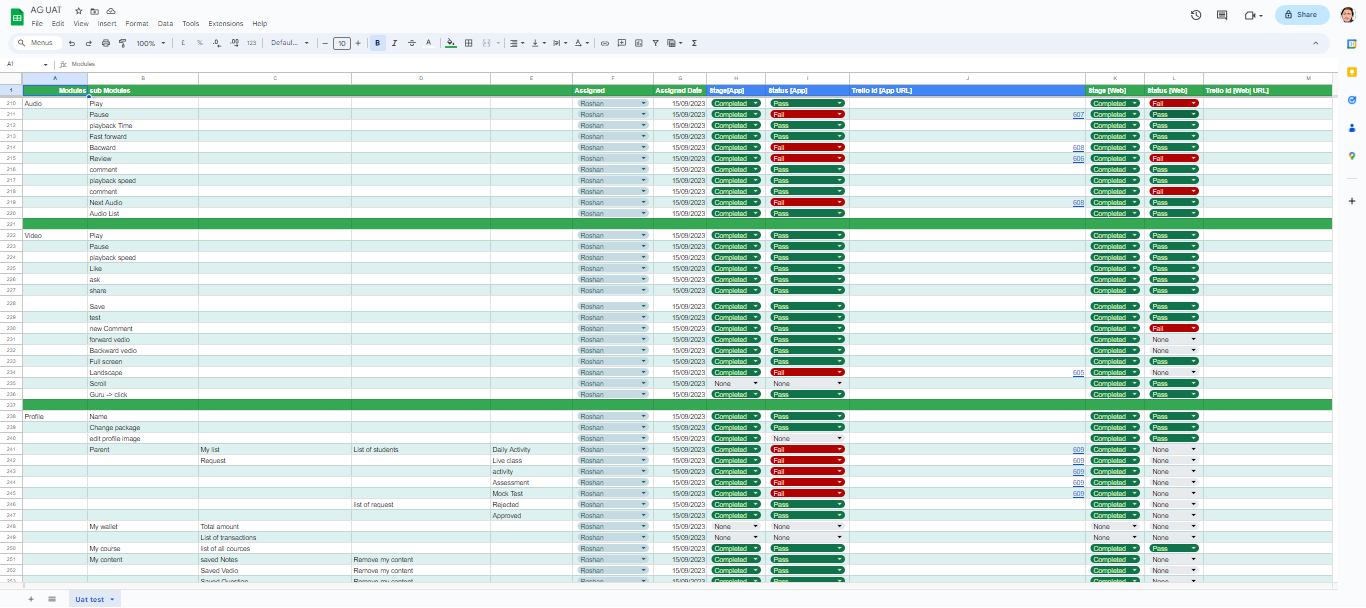 AG UAT
File Edit View Insert Format Data Tools Extensions Help
Share
Menus 100% £ % .0 .00 123 Defaul... 10 B I A
A1 fx Modules
A B C D E F G H I J K L M
1 Modules sub Modules Assigned Assigned Date Stage[App] Status [App] Trello Id [App URL] Stage [Web] Status [Web] Trello Id [Web| URL]
210 Audio Play Roshan 15/09/2023 Completed Pass Completed Fail
211 Pause Roshan 15/09/2023 Completed Fail 607 Completed Pass
212 playback Time Roshan 15/09/2023 Completed Pass Completed Pass
213 Fast forward Roshan 15/09/2023 Completed Pass Completed Pass
214 Bacward Roshan 15/09/2023 Completed Fail 608 Completed Pass
215 Review Roshan 15/09/2023 Completed Fail 606 Completed Fail
216 comment Roshan 15/09/2023 Completed Pass Completed Pass
217 playback speed Roshan 15/09/2023 Completed Pass Completed Pass
218 comment Roshan 15/09/2023 Completed Pass Completed Fail
219 Next Audio Roshan 15/09/2023 Completed Fail 608 Completed Pass
220 Audio List Roshan 15/09/2023 Completed Pass Completed Pass
221
222 Video Play Roshan 15/09/2023 Completed Pass Completed Pass
223 Pause Roshan 15/09/2023 Completed Pass Completed Pass
224 playback speed Roshan 15/09/2023 Completed Pass Completed Pass
225 Like Roshan 15/09/2023 Completed Pass Completed Pass
226 ask Roshan 15/09/2023 Completed Pass Completed Pass
227 share Roshan 15/09/2023 Completed Pass Completed Pass
228 Save Roshan 15/09/2023 Completed Pass Completed Pass
229 test Roshan 15/09/2023 Completed Pass Completed Pass
230 new Comment Roshan 15/09/2023 Completed Pass Completed Fail
231 forward vedio Roshan 15/09/2023 Completed Pass Completed None
232 Backward vedio Roshan 15/09/2023 Completed Pass Completed None
233 Full screen Roshan 15/09/2023 Completed Pass Completed Pass
234 Landscape Roshan 15/09/2023 Completed Fail 605 Completed None
235 Scroll Roshan 15/09/2023 None None Completed Pass
236 Guru -> click Roshan 15/09/2023 Completed Pass Completed Pass
237
238 Profile Name Roshan 15/09/2023 Completed Pass Completed Pass
239 Change package Roshan 15/09/2023 Completed Pass Completed Pass
240 edit profile image Roshan 15/09/2023 Completed None Completed Pass
241 Parent My list List of students Daily Activity Roshan 15/09/2023 Completed Fail 609 Completed None
242 Request Live class Roshan 15/09/2023 Completed Fail 609 Completed None
243 activity Roshan 15/09/2023 Completed Fail 609 Completed None
244 Assessment Roshan 15/09/2023 Completed Fail 609 Completed None
245 Mock Test Roshan 15/09/2023 Completed Fail 609 Completed None
246 list of request Rejected Roshan 15/09/2023 Completed Pass Completed None
247 Approved Roshan 15/09/2023 Completed Pass Completed None
248 My wallet Total amount Roshan 15/09/2023 None None None None
249 List of transactions Roshan 15/09/2023 None None None None
250 My course list of all cources Roshan 15/09/2023 Completed Pass Completed Pass
251 My content saved Notes Remove my content Roshan 15/09/2023 Completed Pass Completed None
252 Saved Vedio Remove my content Roshan 15/09/2023 Completed Pass Completed None
253 Saved Question Remove my content Roshan 15/09/2023 Completed Pass Completed None
Uat test